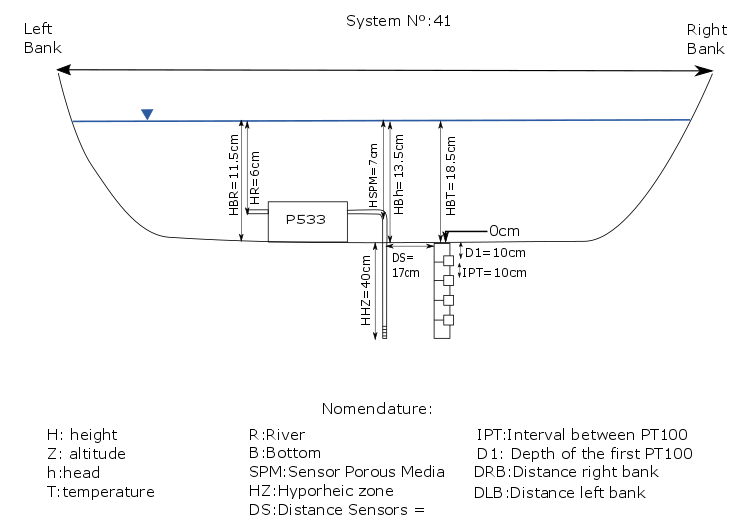 System Nº:41
Left
Bank
Right
Bank
HBR=11.5cm
HR=6cm
HSPM=7cm
HBh=13.5cm
HBT=18.5cm
P533
0cm
D1=10cm
DS=
17cm
IPT=10cm
HHZ=40cm
Nomendature:
H: height
Z: altitude
h:head
T:temperature
R:River
B:Bottom
SPM:Sensor Porous Media
HZ:Hyporheic zone
DS:Distance Sensors =
IPT:Interval between PT100
D1: Depth of the first PT100
DRB:Distance right bank
DLB:Distance left bank